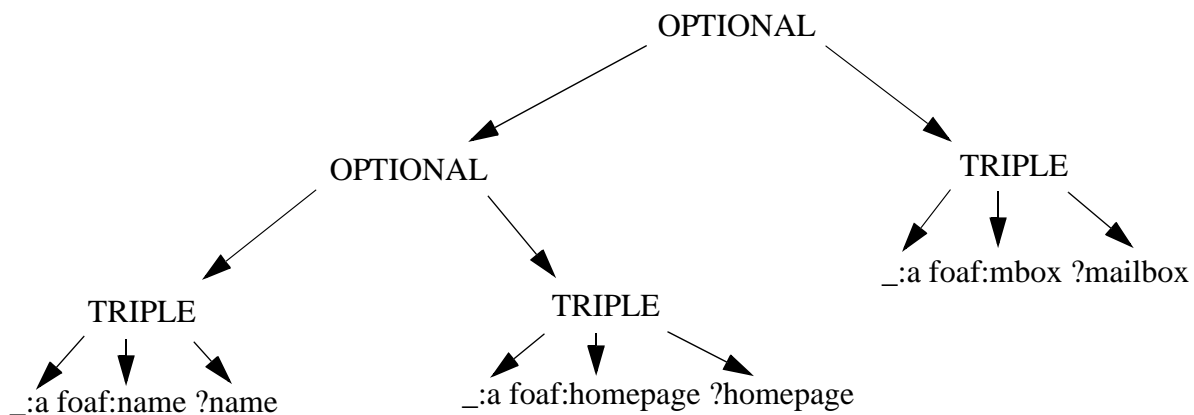 OPTIONAL
OPTIONAL
TRIPLE
_:a foaf:mbox ?mailbox
TRIPLE
TRIPLE
_:a foaf:name ?name
_:a foaf:homepage ?homepage